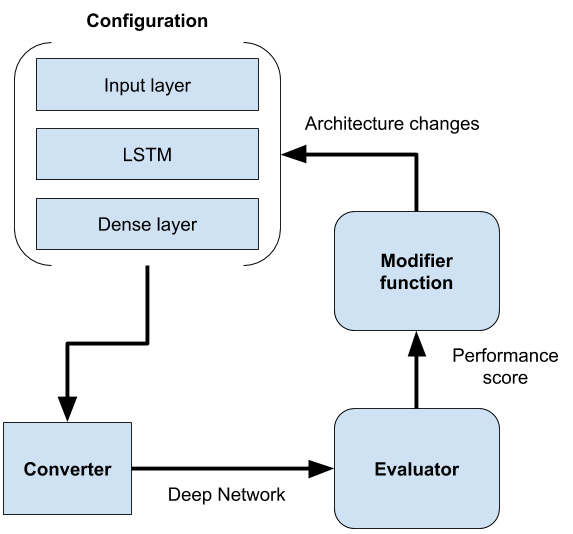 Configuration
Input layer
LSTM
Dense layer
Architecture changes
Modifier
function
Performance
score
Converter
Deep Network
Evaluator